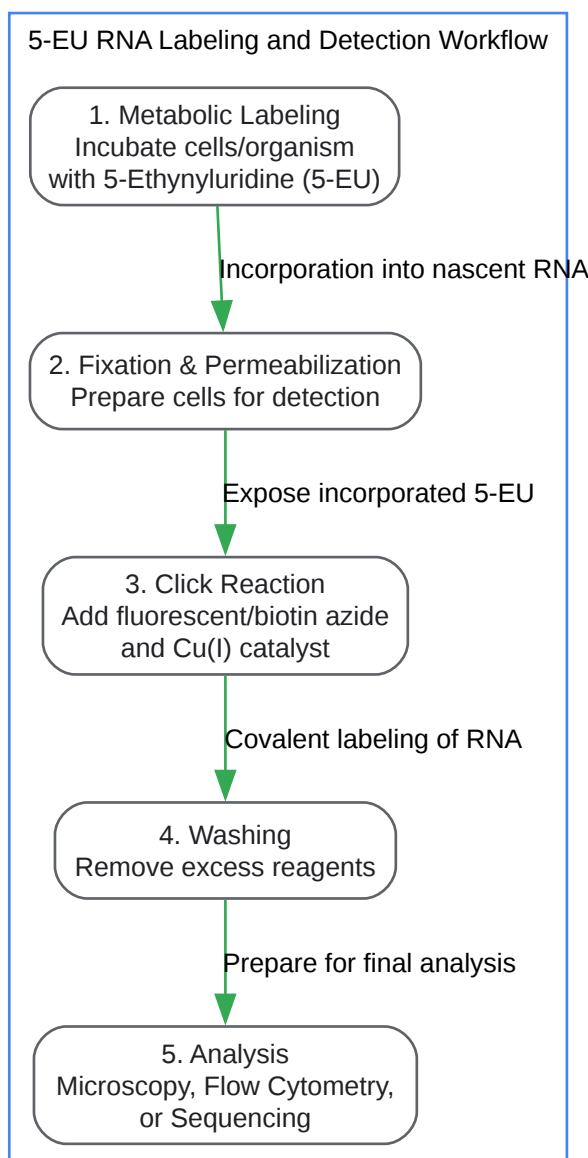 5-EU RNA Labeling and Detection Workflow
1. Metabolic Labeling
Incubate cells/organism
with 5-Ethynyluridine (5-EU)
Incorporation into nascent RNA
2. Fixation & Permeabilization
Prepare cells for detection
Expose incorporated 5-EU
3. Click Reaction
Add fluorescent/biotin azide
and Cu(I) catalyst
Covalent labeling of RNA
4. Washing
Remove excess reagents
Prepare for final analysis
5. Analysis
Microscopy, Flow Cytometry,
or Sequencing